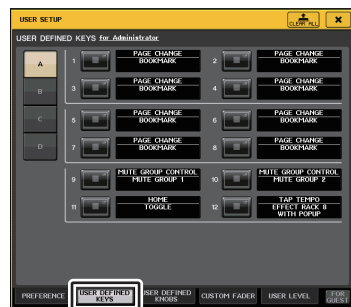 USER SETUP
CLEAR ALL
USER DEFINED KEYS for Administrator
A
B
C
D
1 PAGE CHANGE
BOOKMARK
2 PAGE CHANGE
BOOKMARK
3 PAGE CHANGE
BOOKMARK
4 PAGE CHANGE
BOOKMARK
5 PAGE CHANGE
BOOKMARK
6 PAGE CHANGE
BOOKMARK
7 PAGE CHANGE
BOOKMARK
8 PAGE CHANGE
BOOKMARK
9 MUTE GROUP CONTROL
MUTE GROUP 1
10 MUTE GROUP CONTROL
MUTE GROUP 2
11 HOME
TOGGLE
12 TAP TEMPO
EFFECT RACK 8
WITH POPUP
PREFERENCE
USER DEFINED
KEYS
USER DEFINED
KNOBS
CUSTOM FADER
USER LEVEL
FOR
GUEST